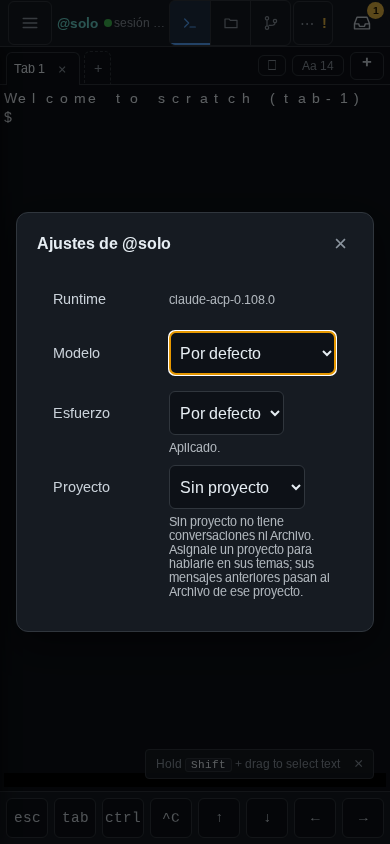 @solo sesión ... ... ! 1
Tab 1 × + Aa 14 +
Welcome to scratch (tab-1)
$
Ajustes de @solo ×
Runtime claude-acp-0.108.0
Modelo Por defecto
Esfuerzo Por defecto
Aplicado.
Proyecto Sin proyecto
Sin proyecto no tiene
conversaciones ni Archivo.
Asígnale un proyecto para
hablarle en sus temas; sus
mensajes anteriores pasan al
Archivo de ese proyecto.
Hold Shift + drag to select text ×
esc tab ctrl ^C ↑ ↓ ← →